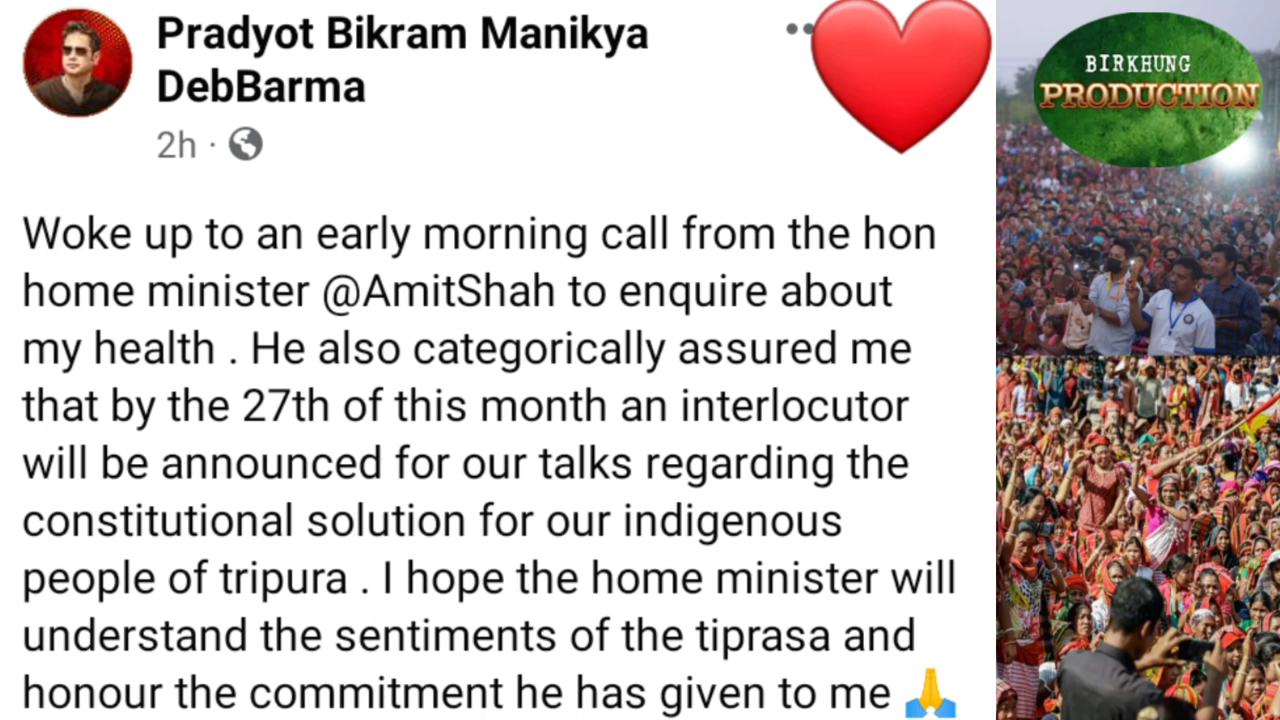 Pradyot Bikram Manikya
DebBarma
2h ·
Woke up to an early morning call from the hon
home minister @AmitShah to enquire about
my health . He also categorically assured me
that by the 27th of this month an interlocutor
will be announced for our talks regarding the
constitutional solution for our indigenous
people of tripura . I hope the home minister will
understand the sentiments of the tiprasa and
honour the commitment he has given to me 🙏
BIRKHUNG
PRODUCTION